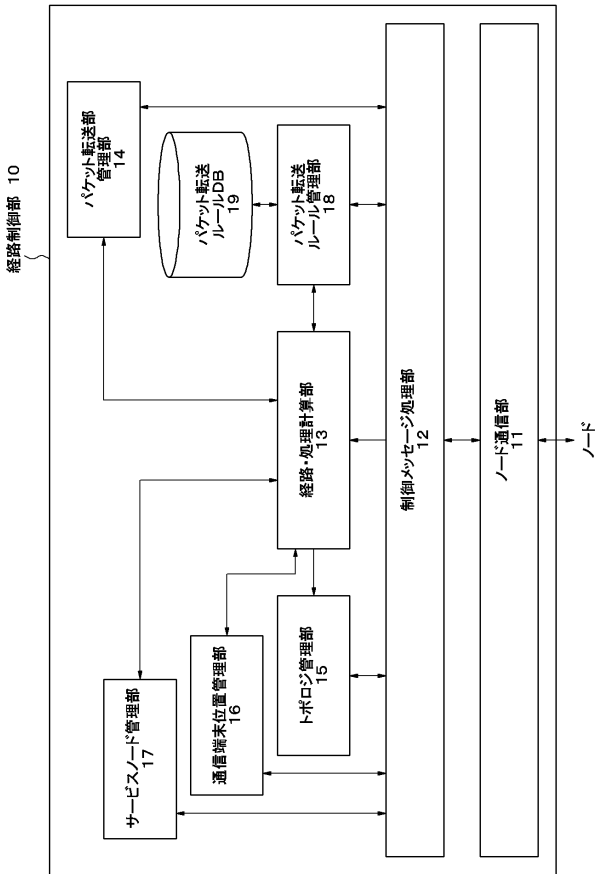 経路制御部 10
サービスノード管理部
17
通信端末位置管理部
16
トポロジ管理部
15
経路・処理計算部
13
パケット転送部
管理部
14
パケット転送
ルールDB
19
パケット転送
ルール管理部
18
制御メッセージ処理部
12
ノード通信部
11
ノード